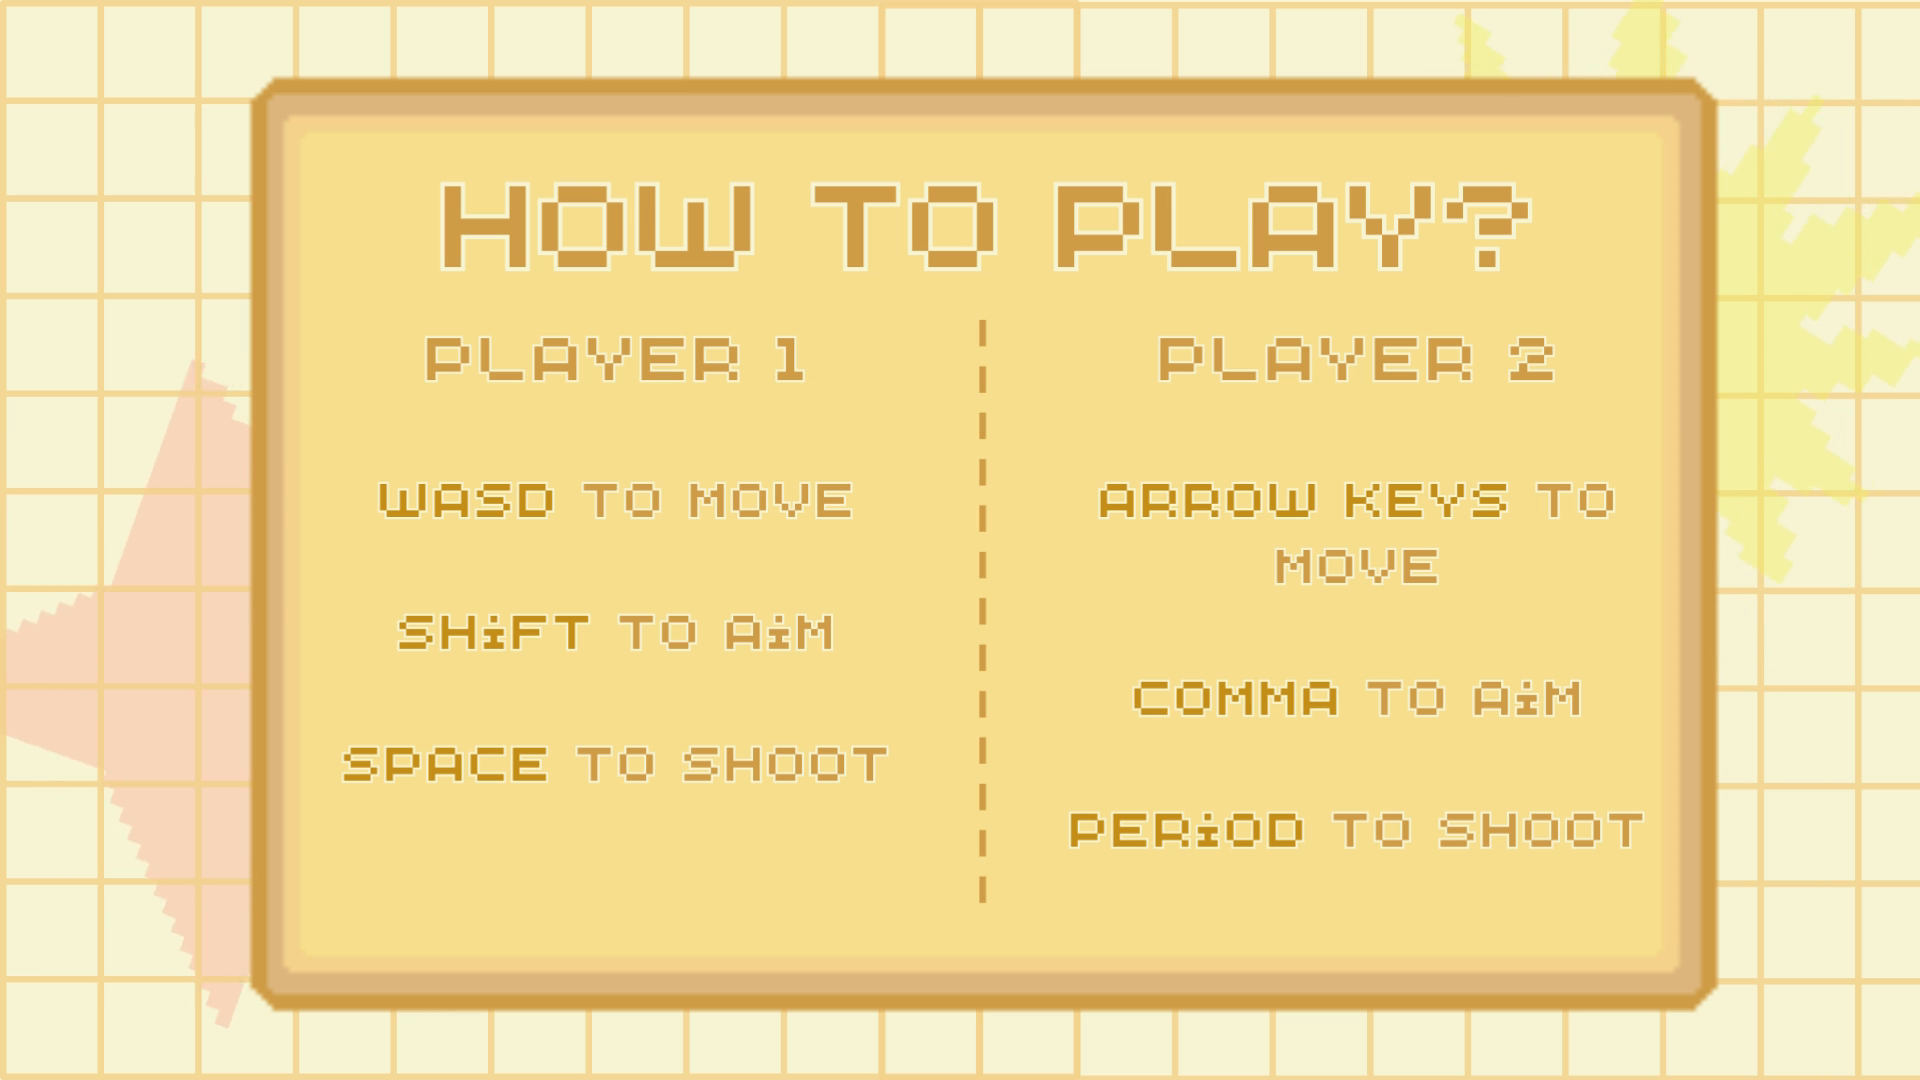 HOW TO PLAY?
PLAYER 1
WASD TO MOVE
SHiFT TO AiM
SPACE TO SHOOT
PLAYER 2
ARROW KEYS TO
MOVE
COMMA TO AiM
PERiOD TO SHOOT